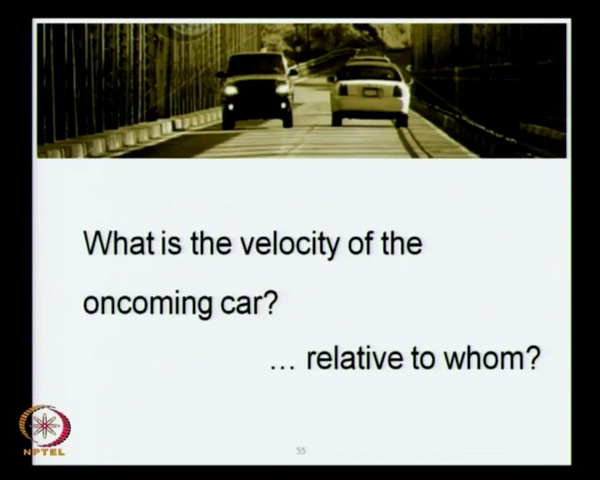 What is the velocity of the
oncoming car?
... relative to whom?
NPTEL
55